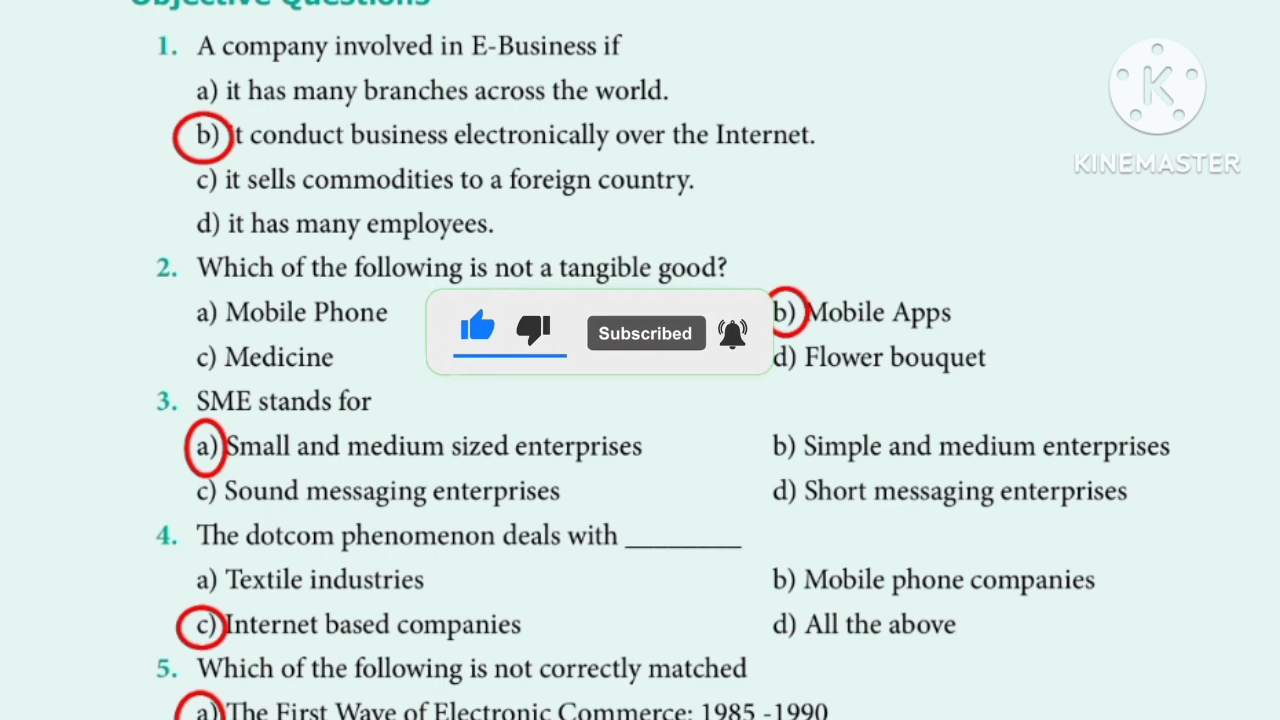 Objective Questions
1. A company involved in E-Business if
a) it has many branches across the world.
b) it conduct business electronically over the Internet.
c) it sells commodities to a foreign country.
d) it has many employees.
2. Which of the following is not a tangible good?
a) Mobile Phone b) Mobile Apps
c) Medicine d) Flower bouquet
Subscribed
3. SME stands for
a) Small and medium sized enterprises b) Simple and medium enterprises
c) Sound messaging enterprises d) Short messaging enterprises
4. The dotcom phenomenon deals with ________
a) Textile industries b) Mobile phone companies
c) Internet based companies d) All the above
5. Which of the following is not correctly matched
a) The First Wave of Electronic Commerce: 1985 -1990
K
KINEMASTER